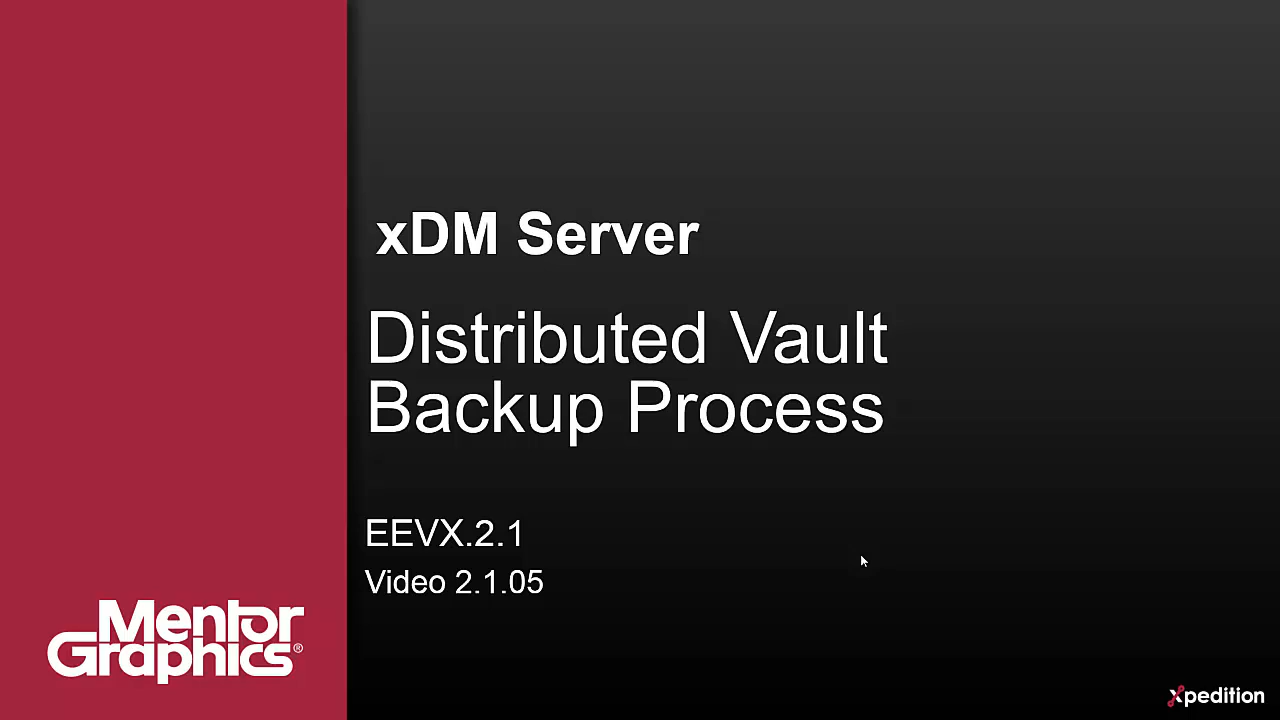 xDM Server
Distributed Vault
Backup Process
EEVX.2.1
Video 2.1.05
Mentor
Graphics®
xpedition